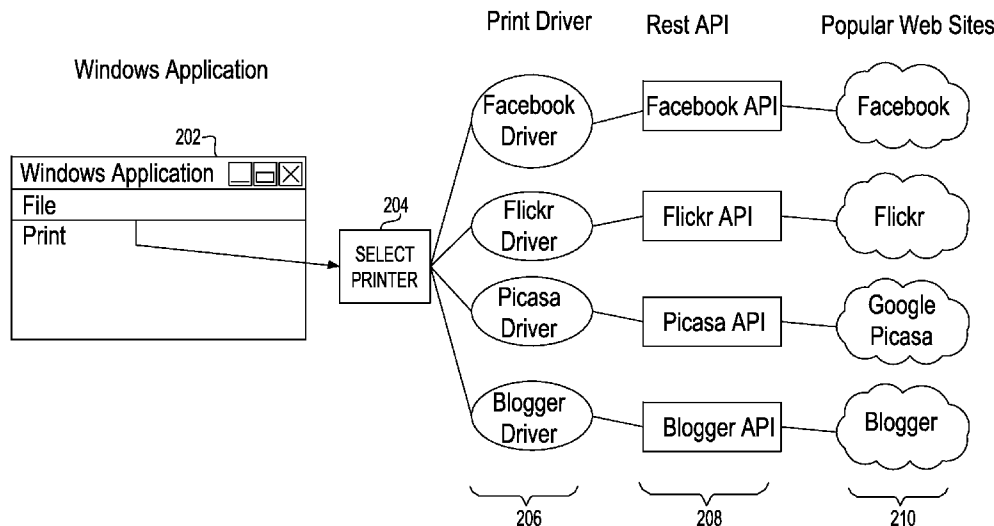 Print Driver
Rest API
Popular Web Sites
Windows Application
202
Windows Application
File
Print
204
SELECT
PRINTER
Facebook
Driver
Facebook API
Facebook
Flickr
Driver
Flickr API
Flickr
Picasa
Driver
Picasa API
Google
Picasa
Blogger
Driver
Blogger API
Blogger
206
208
210